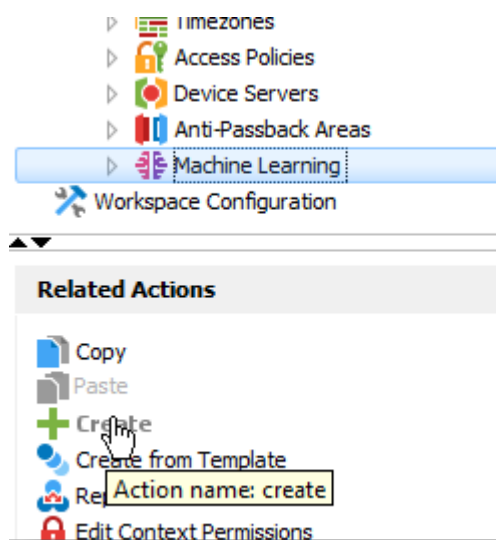 Timezones
Access Policies
Device Servers
Anti-Passback Areas
Machine Learning
Workspace Configuration
Related Actions
Copy
Paste
Create
Create from Template
Action name: create
Edit Context Permissions